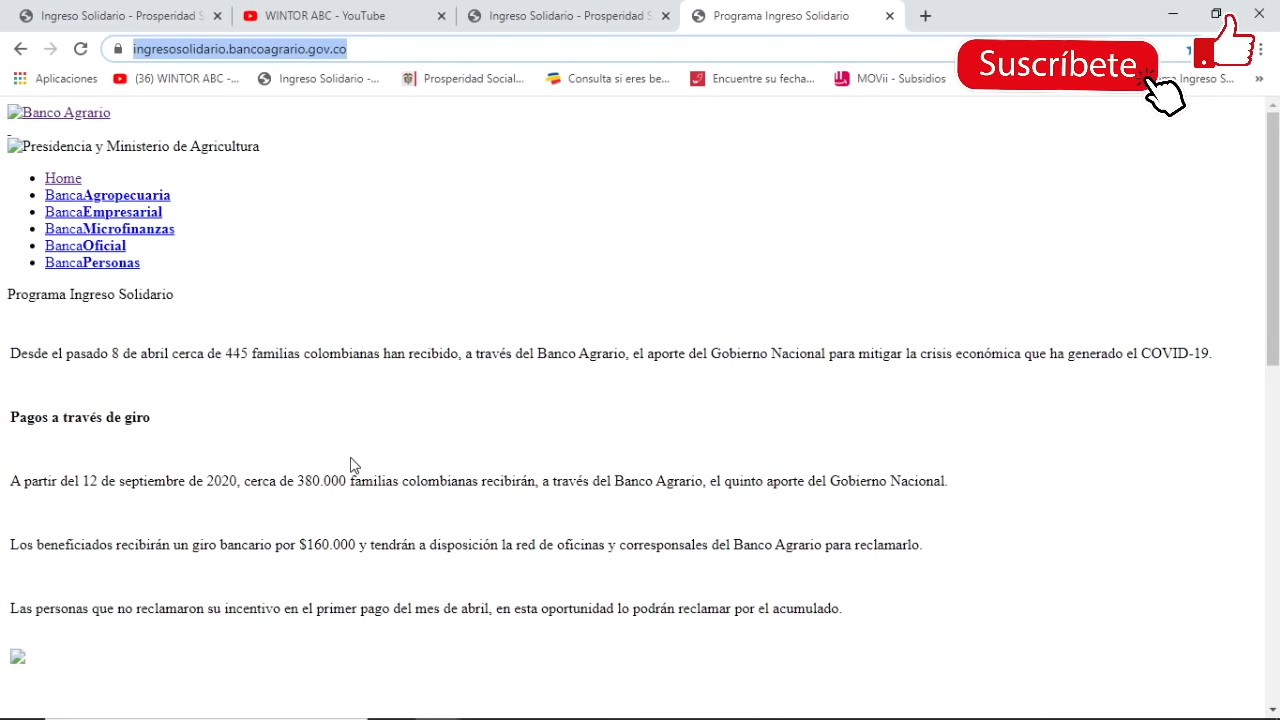 Ingreso Solidario - Prosperidad S
WINTOR ABC - YouTube
Ingreso Solidario - Prosperidad S
Programa Ingreso Solidario
ingresosolidario.bancoagrario.gov.co
Aplicaciones
(36) WINTOR ABC -...
Ingreso Solidario -...
Prosperidad Social...
Consulta si eres be...
Encuentre su fecha...
MOVii - Subsidios
Ingreso S...
Suscríbete
Banco Agrario
Presidencia y Ministerio de Agricultura
Home
BancaAgropecuaria
BancaEmpresarial
BancaMicrofinanzas
BancaOficial
BancaPersonas
Programa Ingreso Solidario
Desde el pasado 8 de abril cerca de 445 familias colombianas han recibido, a través del Banco Agrario, el aporte del Gobierno Nacional para mitigar la crisis económica que ha generado el COVID-19.
Pagos a través de giro
A partir del 12 de septiembre de 2020, cerca de 380.000 familias colombianas recibirán, a través del Banco Agrario, el quinto aporte del Gobierno Nacional.
Los beneficiados recibirán un giro bancario por $160.000 y tendrán a disposición la red de oficinas y corresponsales del Banco Agrario para reclamarlo.
Las personas que no reclamaron su incentivo en el primer pago del mes de abril, en esta oportunidad lo podrán reclamar por el acumulado.